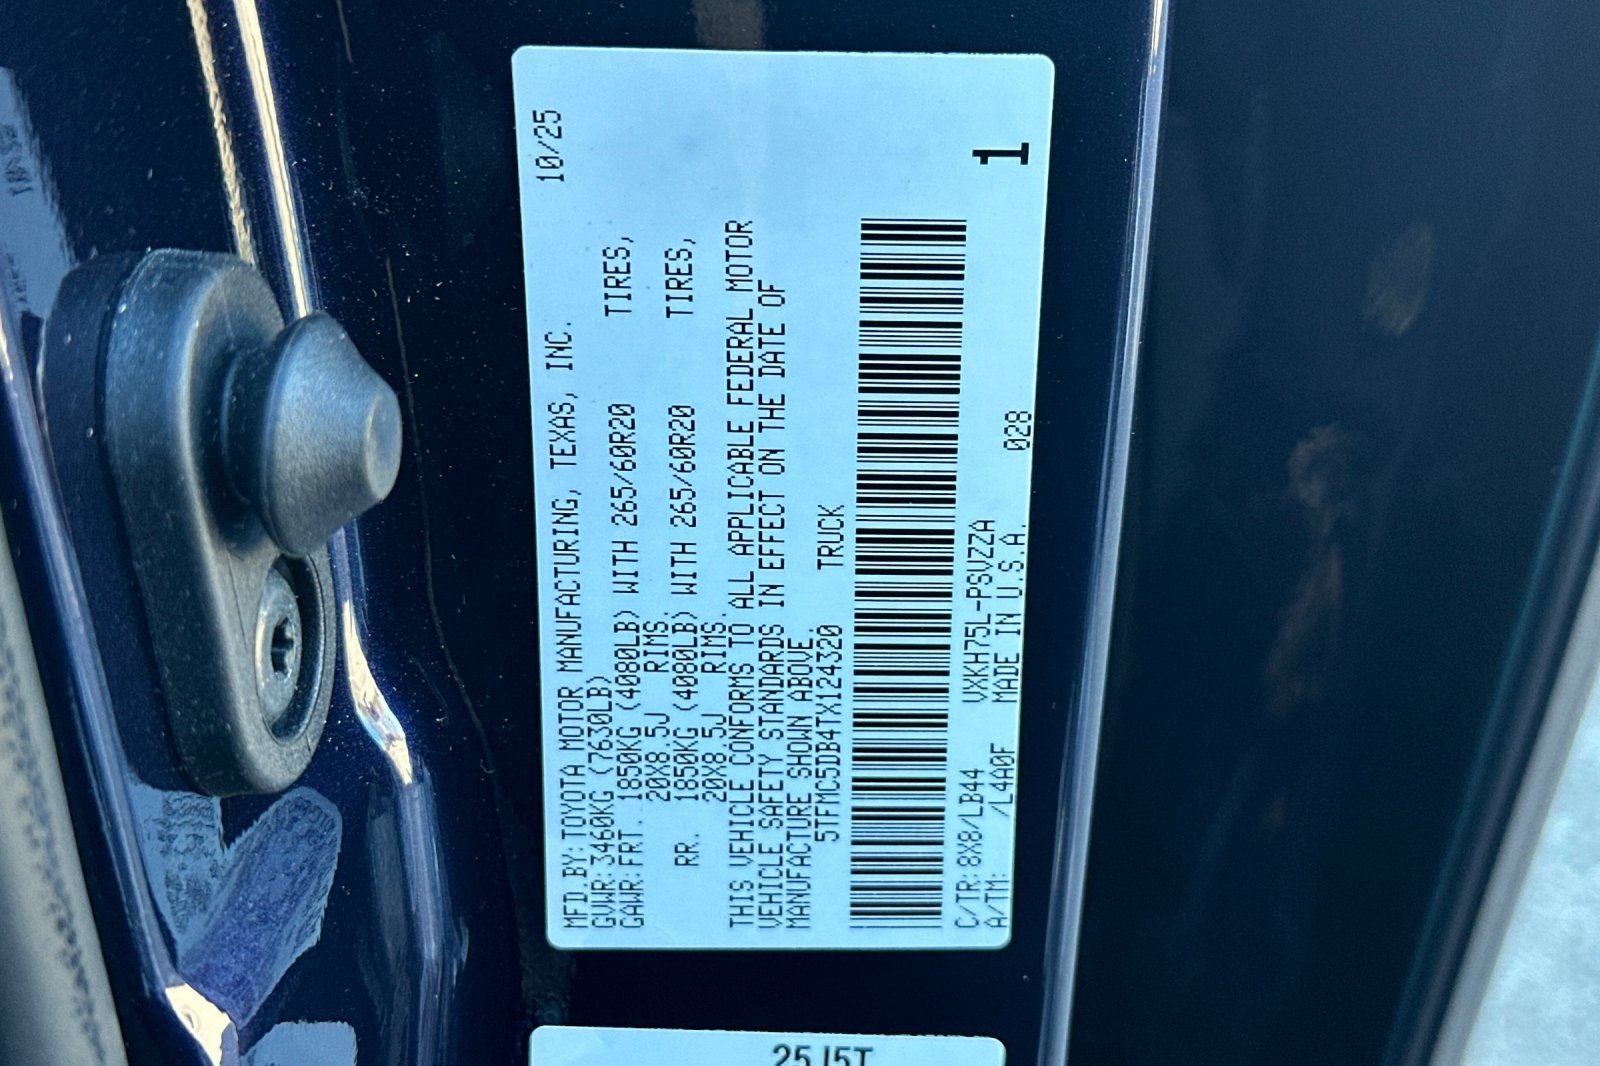 10/25
MFD.BY:TOYOTA MOTOR MANUFACTURING, TEXAS, INC.
GVWR:3460KG (7630LB)
GAWR:FRT. 1850KG (4080LB) WITH 265/60R20 TIRES,
20X8.5J RIMS.
RR. 1850KG (4080LB) WITH 265/60R20 TIRES,
20X8.5J RIMS.
THIS VEHICLE CONFORMS TO ALL APPLICABLE FEDERAL MOTOR
VEHICLE SAFETY STANDARDS IN EFFECT ON THE DATE OF
MANUFACTURE SHOWN ABOVE.
5TFMC5DB4TX124320 TRUCK
C/TR:8X8/LB44 VXKH75L-PSVZZA
A/TM: /L4A0F MADE IN U.S.A. 028
1
25J5T